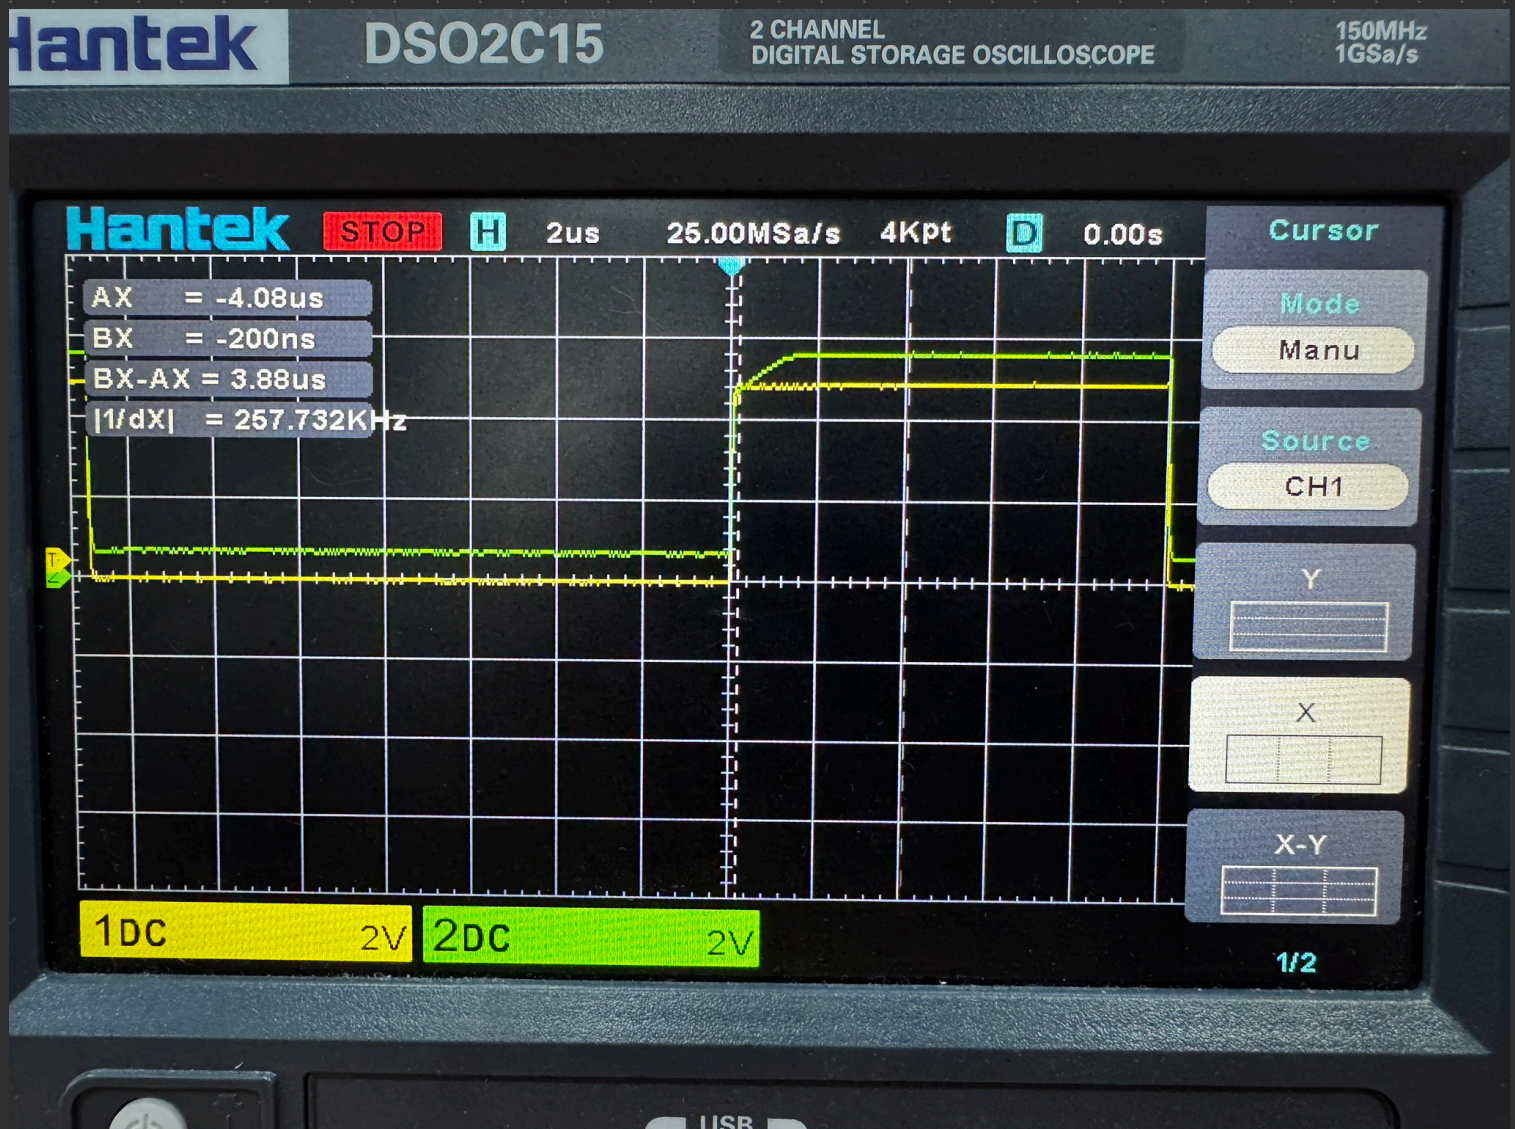 Hantek DSO2C15 2 CHANNEL 150MHz
DIGITAL STORAGE OSCILLOSCOPE 1GSa/s
Hantek STOP H 2us 25.00MSa/s 4Kpt D 0.00s Cursor
AX = -4.08us
BX = -200ns
BX-AX = 3.88us
|1/dX| = 257.732KHz
Mode
Manu
Source
CH1
T
2
Y
X
X-Y
1DC 2V 2DC 2V
1/2
USB